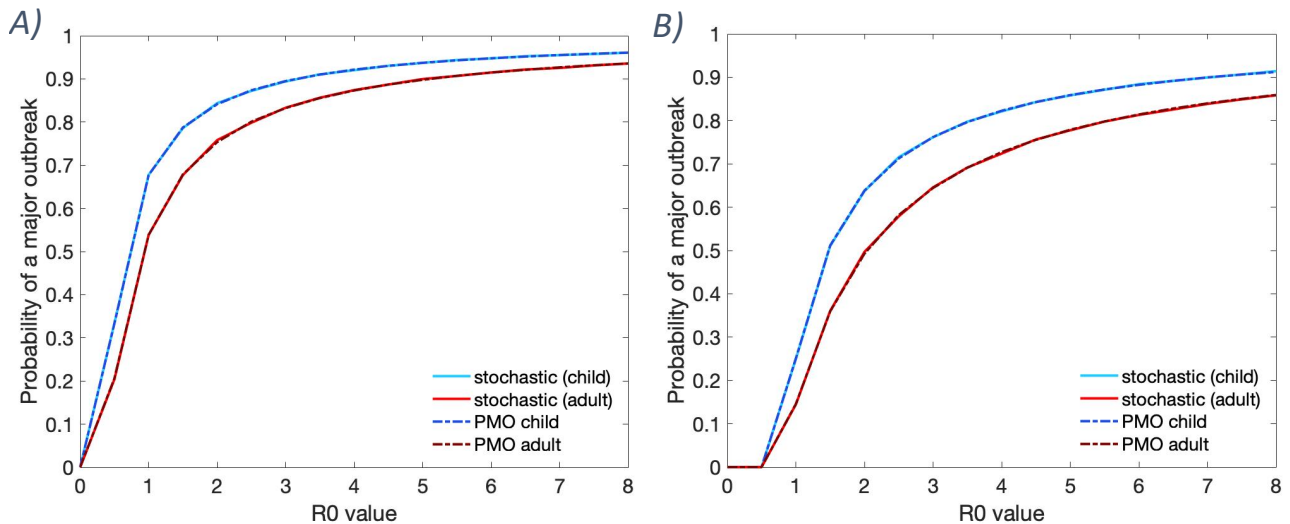 A)
Probability of a major outbreak
1
0.9
0.8
0.7
0.6
0.5
0.4
0.3
0.2
0.1
0
0 1 2 3 4 5 6 7 8
R0 value
stochastic (child)
stochastic (adult)
PMO child
PMO adult
B)
Probability of a major outbreak
1
0.9
0.8
0.7
0.6
0.5
0.4
0.3
0.2
0.1
0
0 1 2 3 4 5 6 7 8
R0 value
stochastic (child)
stochastic (adult)
PMO child
PMO adult